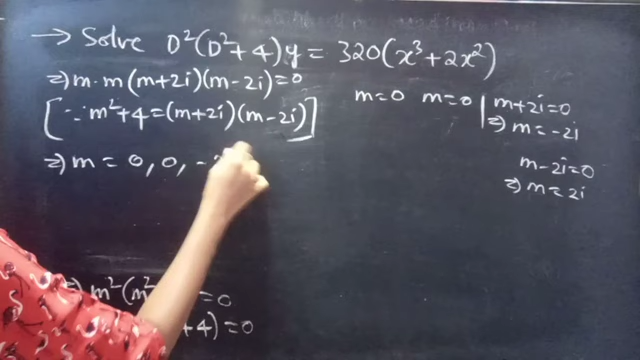 → Solve D²(D²+4)y = 320(x³+2x²)
⇒ m·m(m+2i)(m-2i)=0
[∵ m²+4=(m+2i)(m-2i)]
⇒ m = 0, 0, -
m=0 m=0 | m+2i=0
⇒ m=-2i
m-2i=0
⇒ m=2i
⇒ m²(m² =0
+4)=0